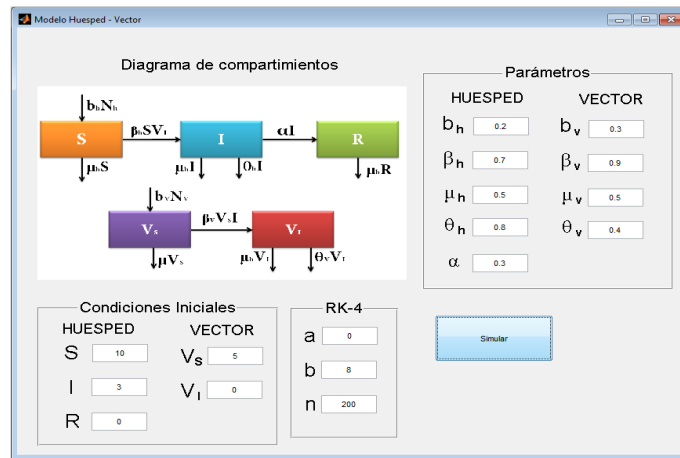 Modelo Huesped - Vector
Diagrama de compartimientos
bₕNₕ
S
βₕSVᵢ
I
αI
R
μₕS
μₕI
θₕI
μₕR
bᵥNᵥ
Vₛ
βᵥVₛI
Vᵢ
μVₛ
μₕVᵢ
θᵥVᵢ
Parámetros
HUESPED VECTOR
bₕ 0.2 bᵥ 0.3
βₕ 0.7 βᵥ 0.9
μₕ 0.5 μᵥ 0.5
θₕ 0.8 θᵥ 0.4
α 0.3
Condiciones Iniciales
HUESPED VECTOR
S 10 Vₛ 5
I 3 Vᵢ 0
R 0
RK-4
a 0
b 8
n 200
Simular